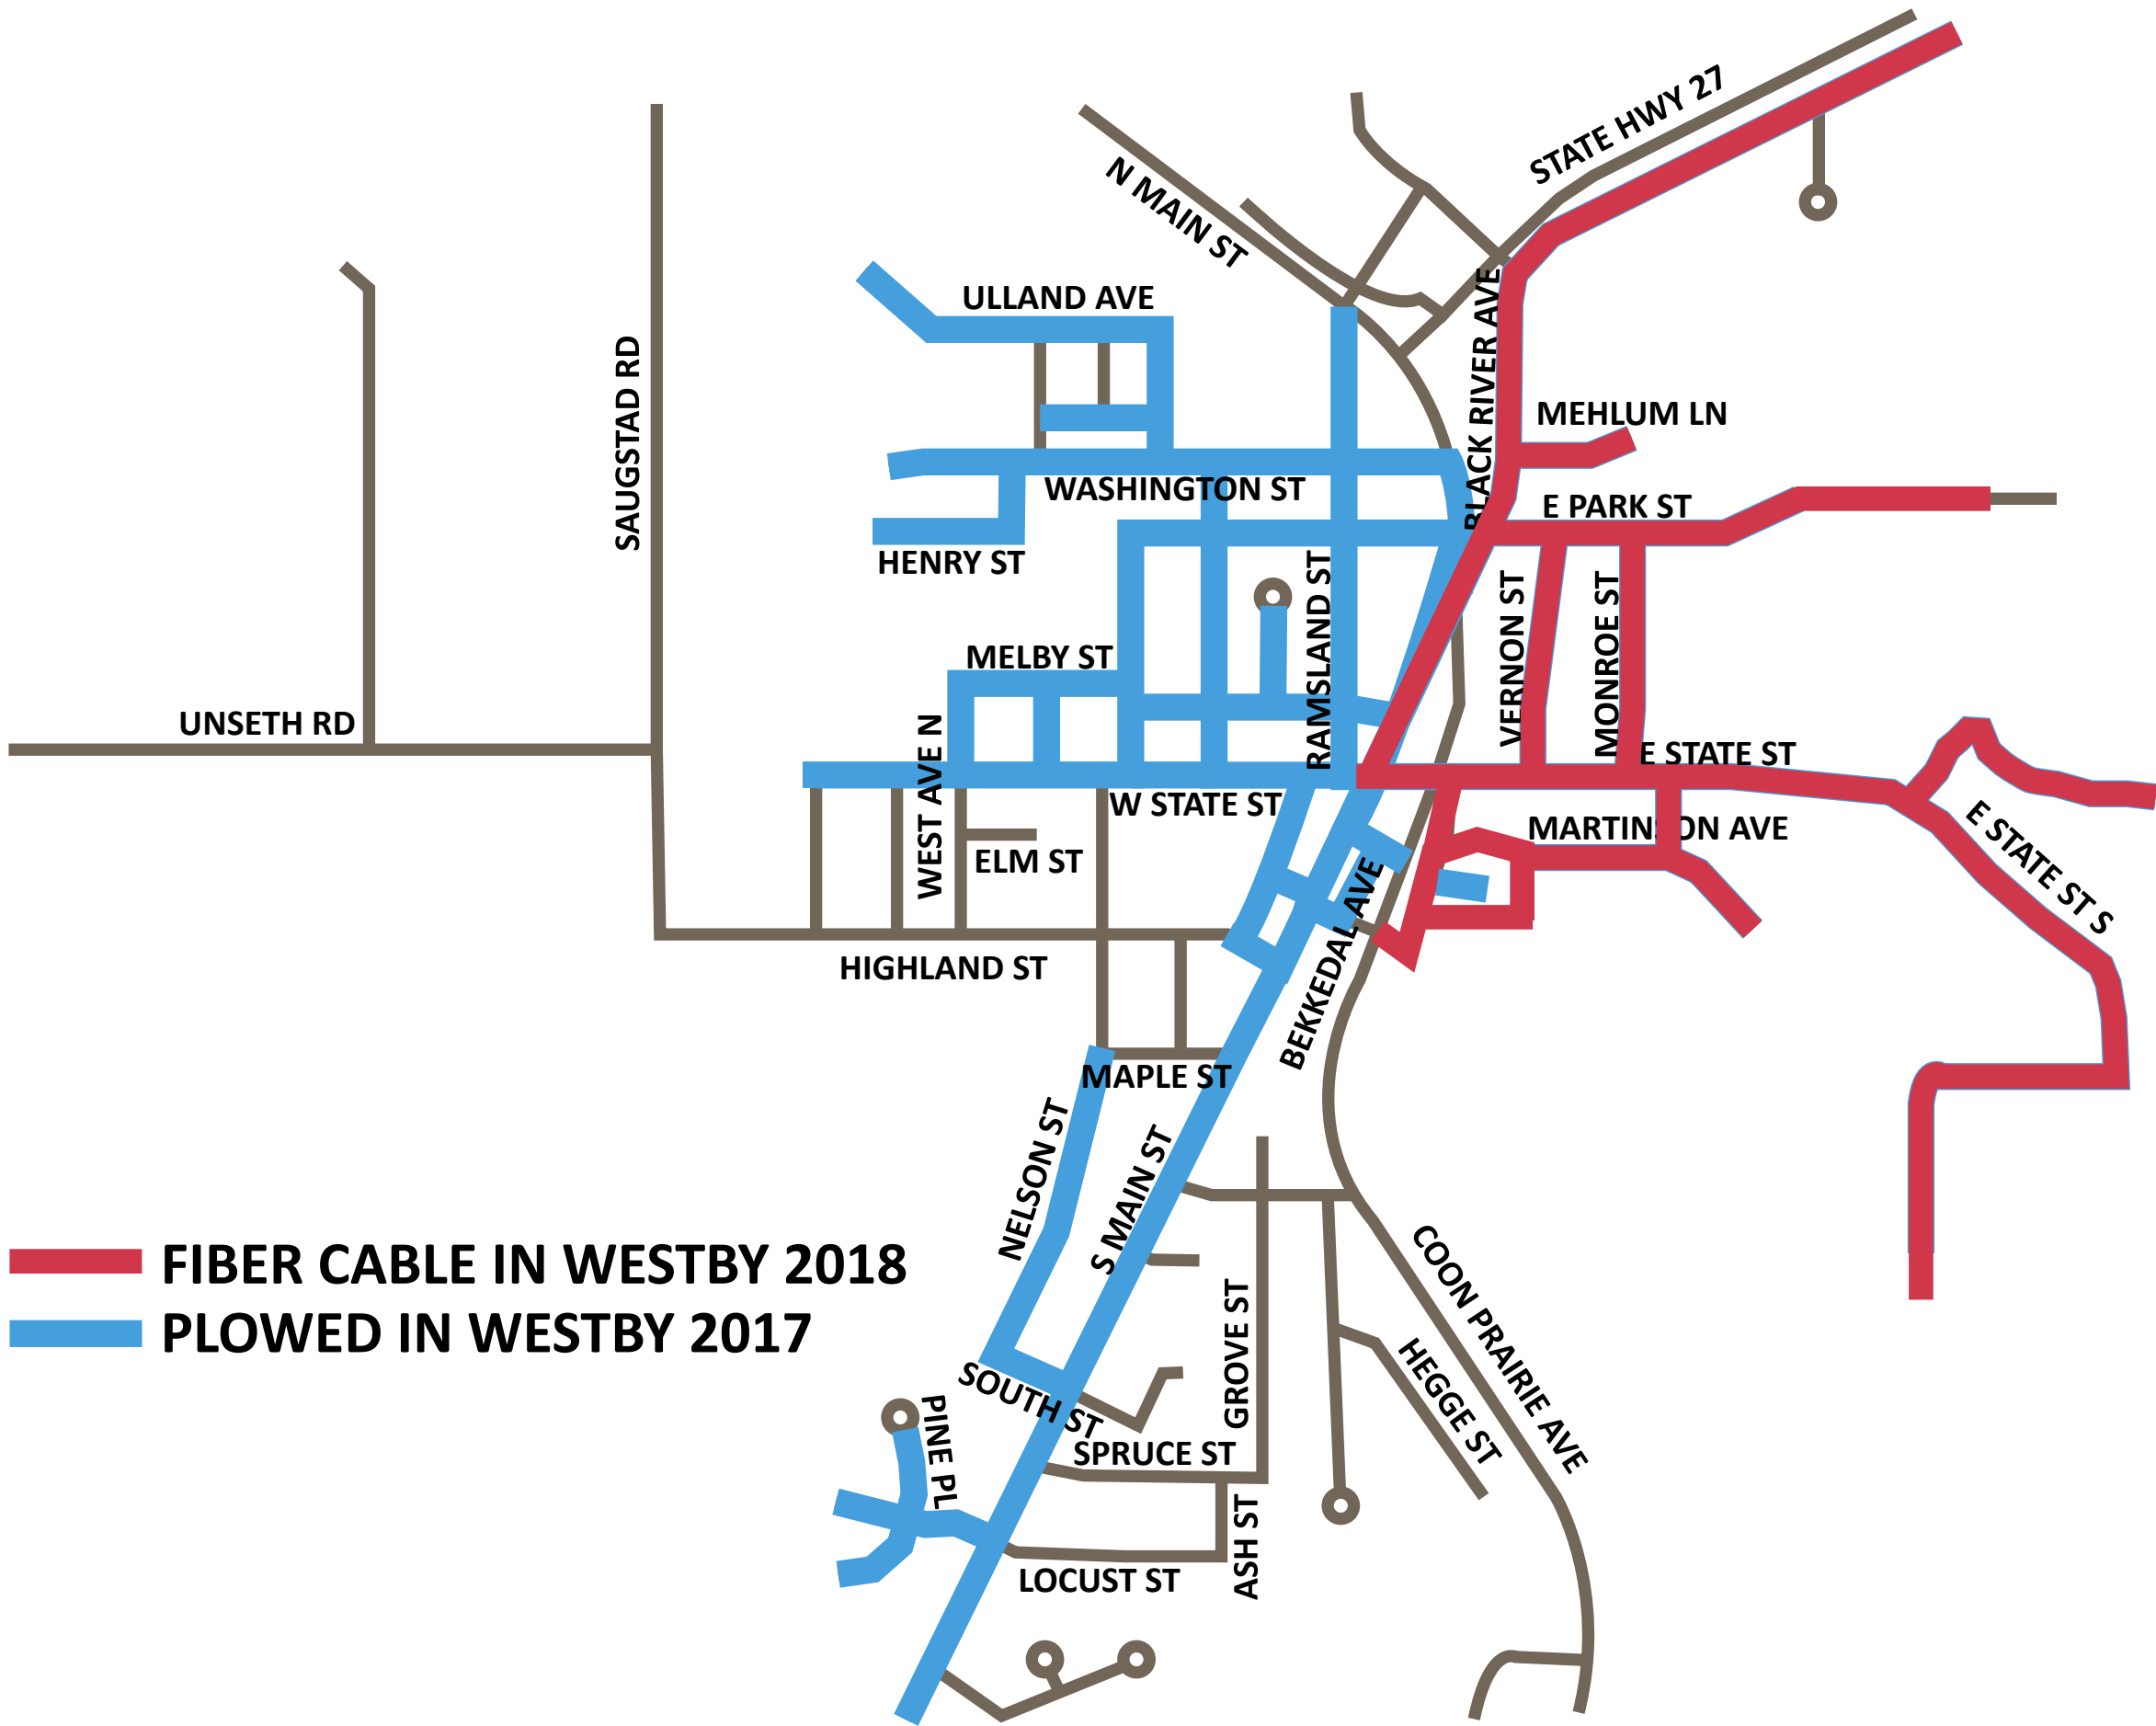 STATE HWY 27
N MAIN ST
ULLAND AVE
BLACK RIVER AVE
SAUGSTAD RD
MEHLUM LN
WASHINGTON ST
E PARK ST
HENRY ST
RAMSLAND ST
VERNON ST
MONROE ST
MELBY ST
UNSETH RD
WEST AVE N
E STATE ST
W STATE ST
E STATE ST S
MARTINSON AVE
ELM ST
BEKKEDAL AVE
HIGHLAND ST
MAPLE ST
NELSON ST
S MAIN ST
FIBER CABLE IN WESTBY 2018
PLOWED IN WESTBY 2017
COON PRAIRIE AVE
GROVE ST
HEGGE ST
SOUTH ST
PINE PL
SPRUCE ST
ASH ST
LOCUST ST